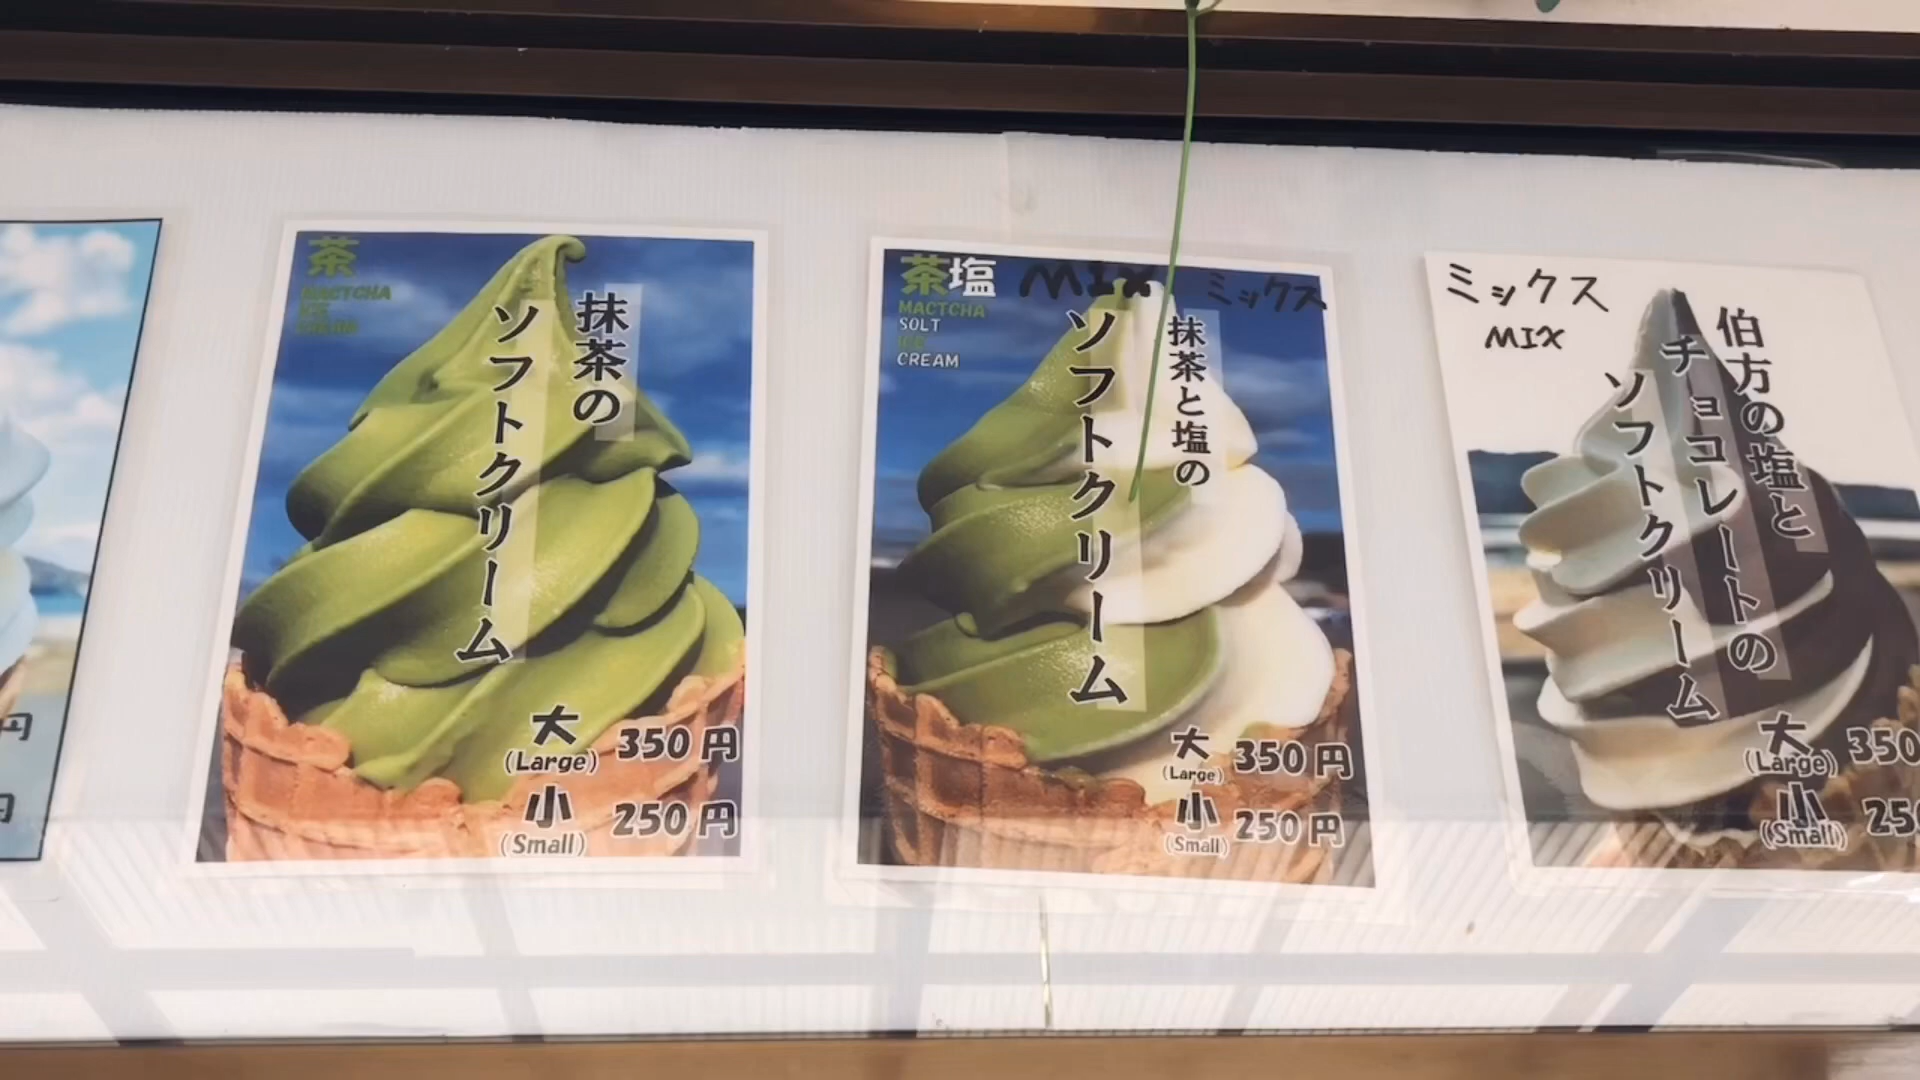 円
円
茶
MACTCHA
ICE
CREAM
抹茶の
ソフトクリーム
大
(Large)
350円
小
(Small)
250円
茶塩
MIX ミックス
MACTCHA
SOLT
ICE
CREAM
抹茶と塩の
ソフトクリーム
大
(Large)
350円
小
(Small)
250円
ミックス
MIX
伯方の塩と
チョコレートの
ソフトクリーム
大
(Large)
350
小
(Small)
250